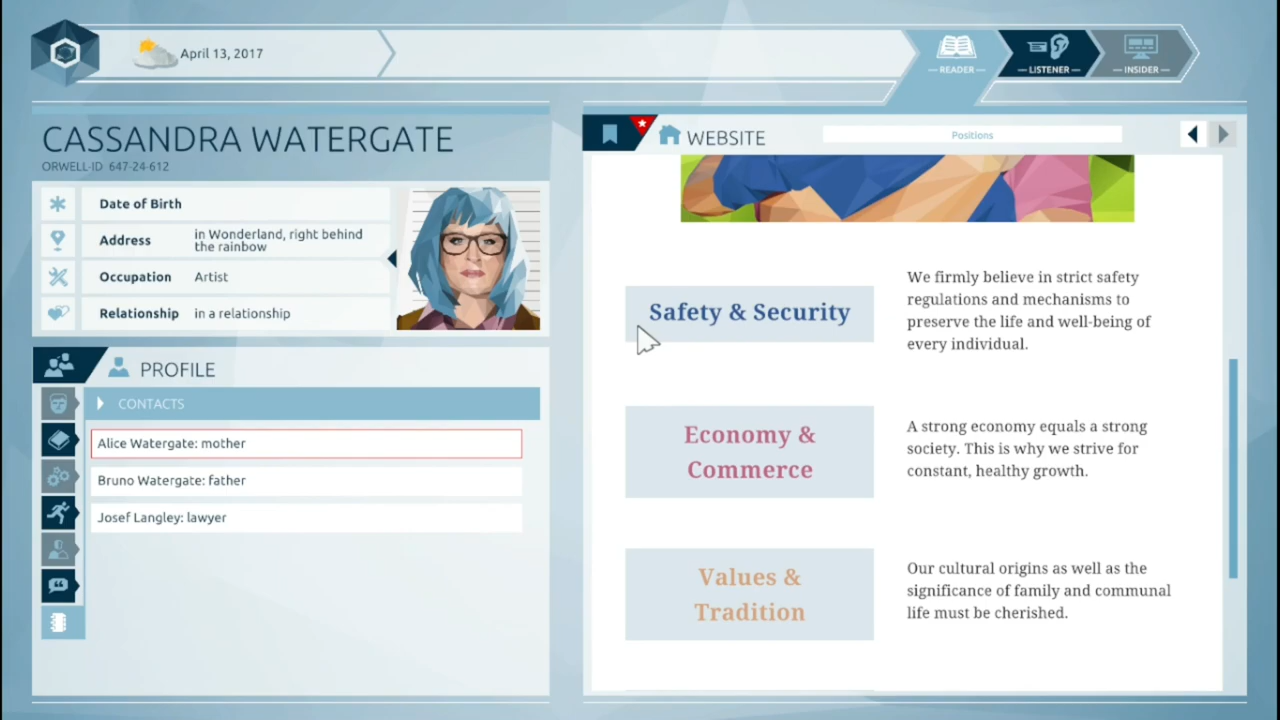 April 13, 2017
READER
LISTENER
INSIDER
CASSANDRA WATERGATE
ORWELL-ID: 647-24-612
Date of Birth
Address in Wonderland, right behind
the rainbow
Occupation Artist
Relationship in a relationship
PROFILE
CONTACTS
Alice Watergate: mother
Bruno Watergate: father
Josef Langley: lawyer
WEBSITE
Positions
Safety & Security
We firmly believe in strict safety
regulations and mechanisms to
preserve the life and well-being of
every individual.
Economy &
Commerce
A strong economy equals a strong
society. This is why we strive for
constant, healthy growth.
Values &
Tradition
Our cultural origins as well as the
significance of family and communal
life must be cherished.